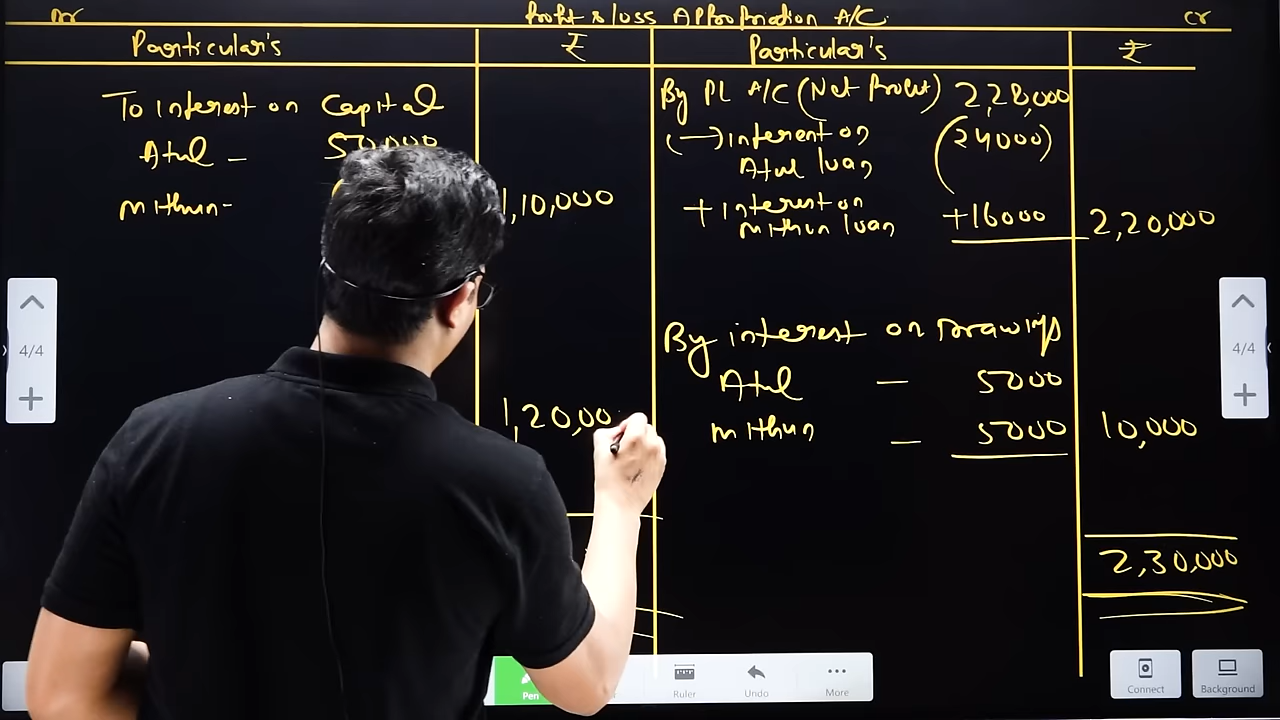 Dr Profit & loss Appropriation A/C. Cr
Particular's ₹ Particular's ₹
To interest on Capital
Atul – 50,000
Mithun- 1,10,000
By PL A/C (Net Profit) 2,28,000
(—) interest on Atul loan (24000)
+ interest on Mithun loan +16000 2,20,000
By interest on Drawings
Atul — 5000
Mithun — 5000 10,000
1,20,00
2,30,000
4/4
4/4
Pen
Ruler
Undo
More
Connect
Background